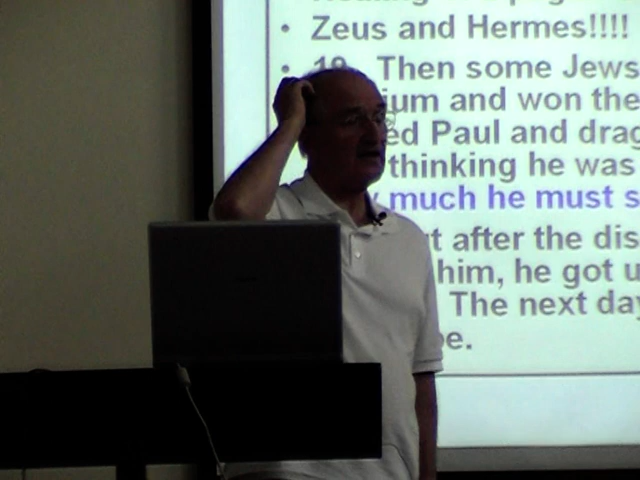 • Zeus and Hermes!!!!
• 19 Then some Jews
ium and won the
ed Paul and drag
thinking he was
much he must s
t after the dis
him, he got u
The next day
be.